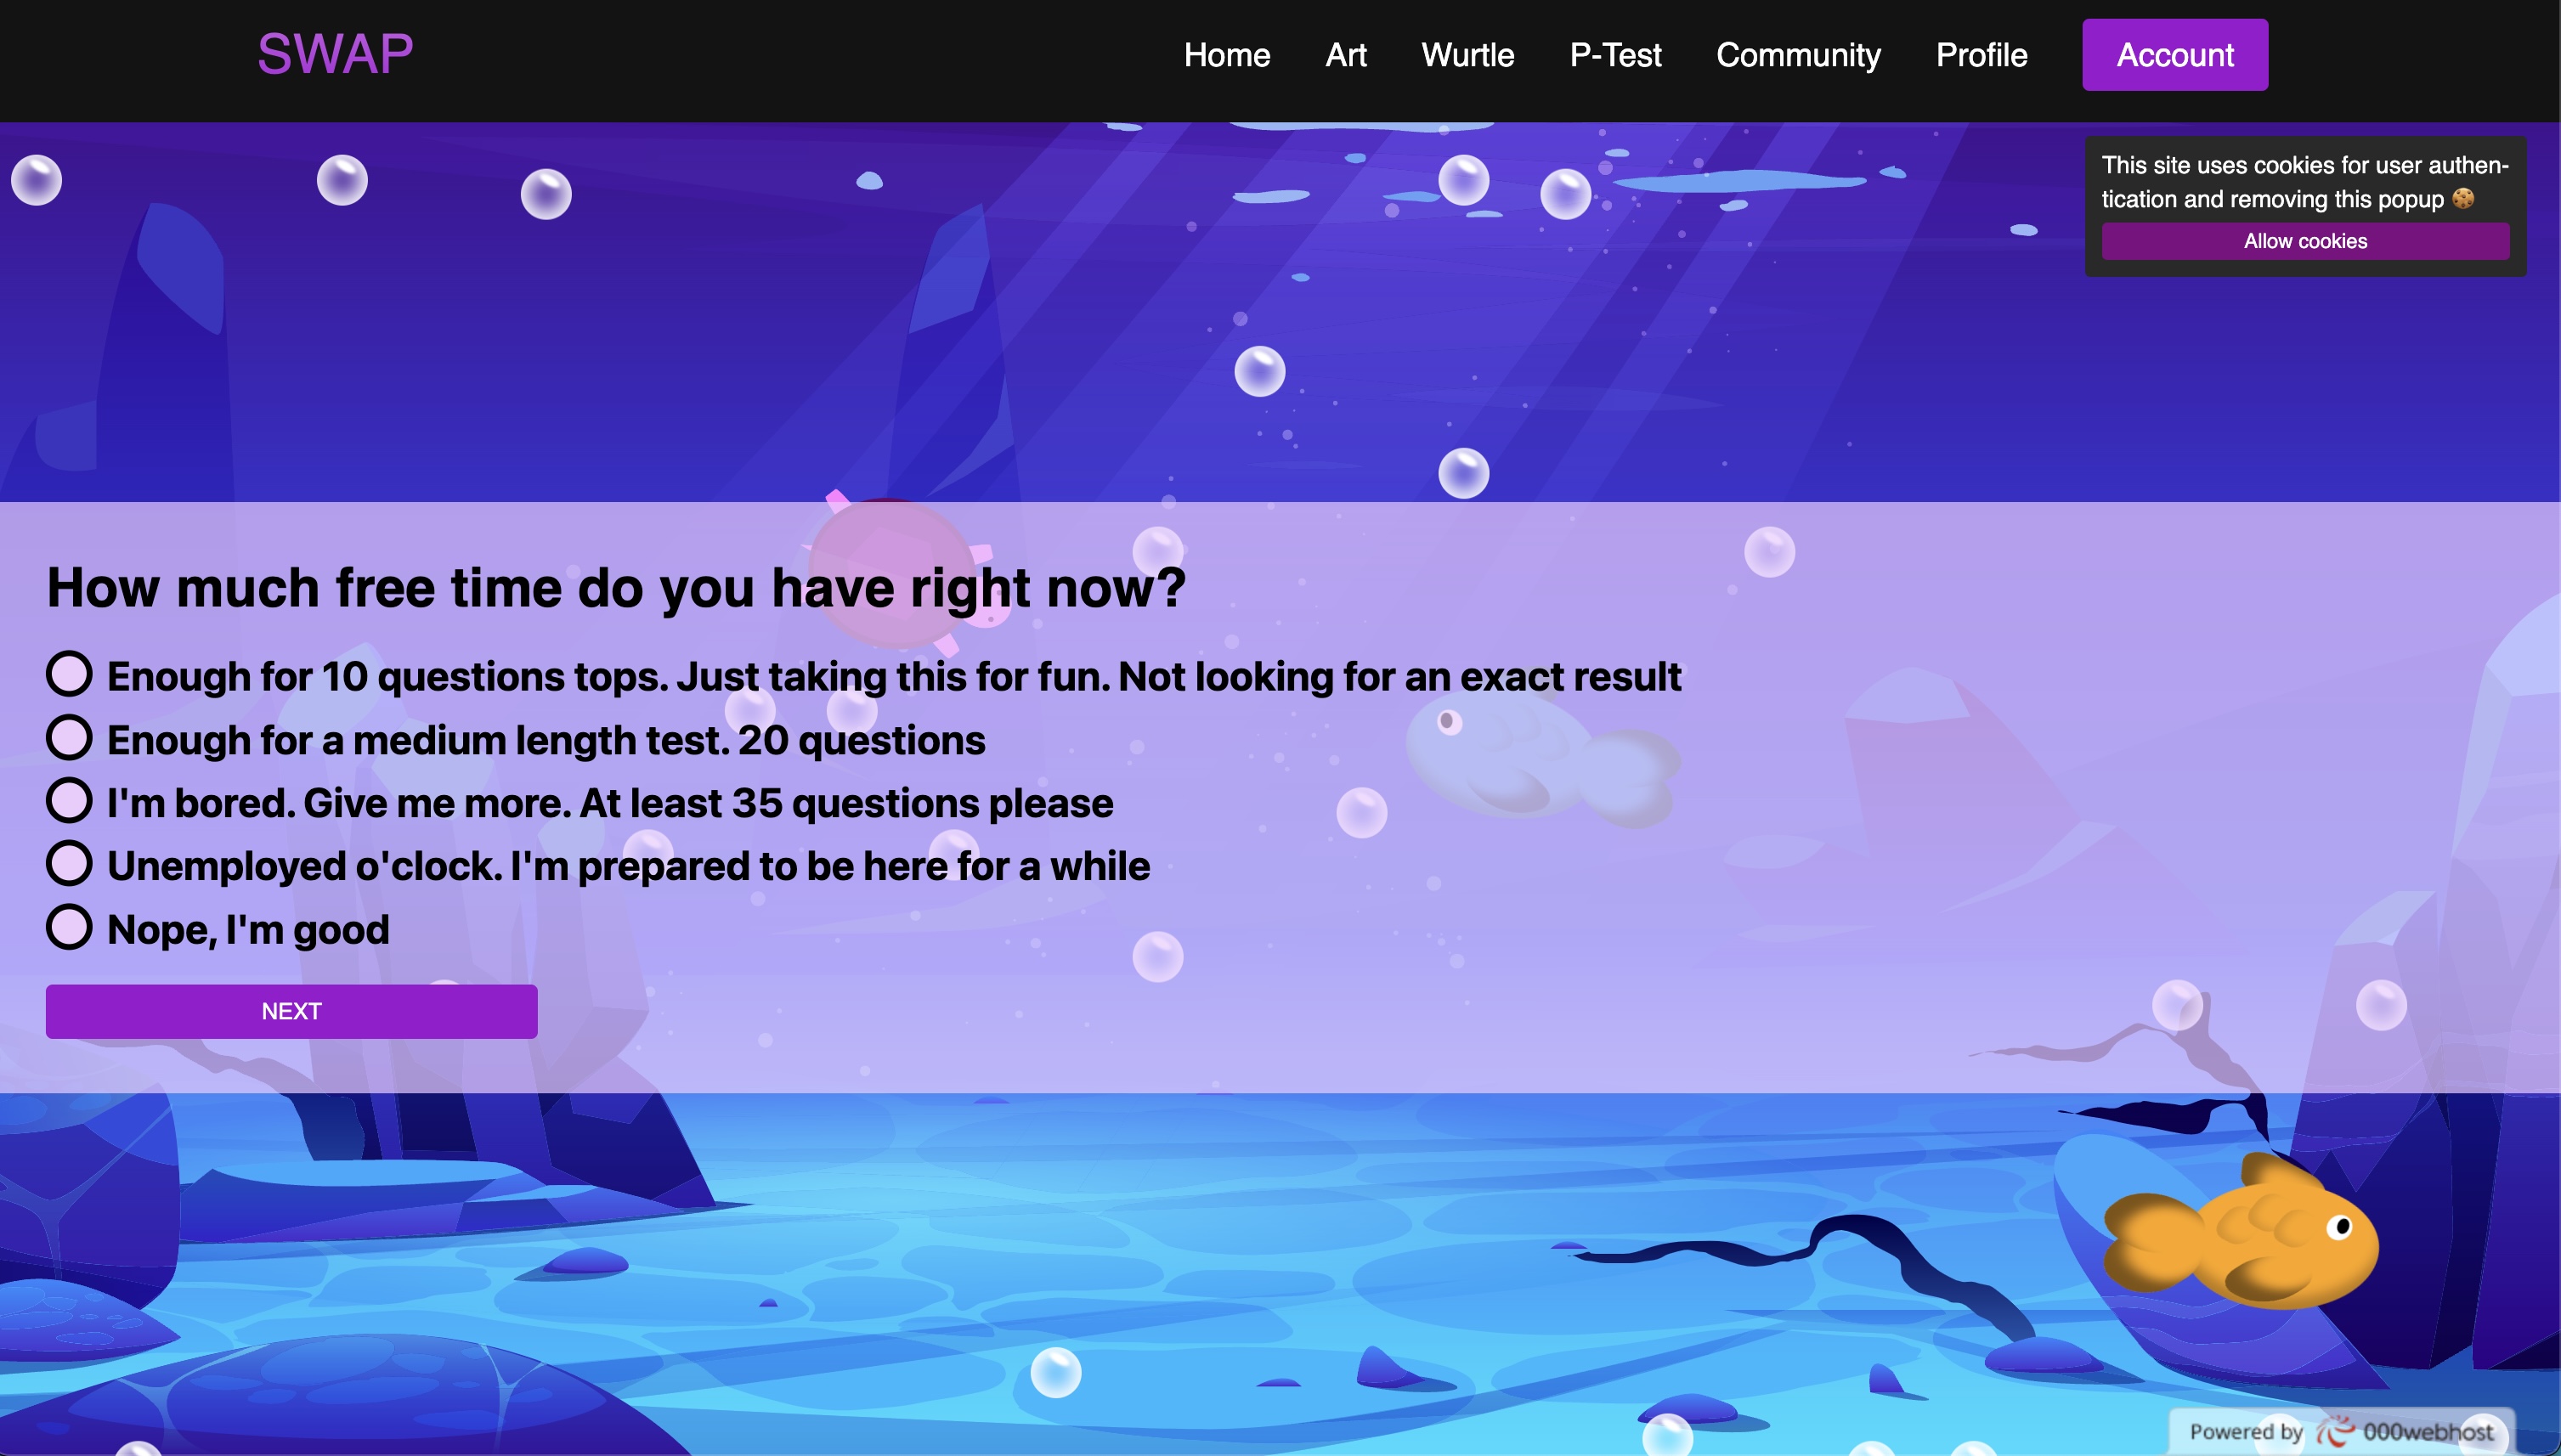 SWAP
Home Art Wurtle P-Test Community Profile Account
This site uses cookies for user authen-
tication and removing this popup 🍪
Allow cookies
How much free time do you have right now?
Enough for 10 questions tops. Just taking this for fun. Not looking for an exact result
Enough for a medium length test. 20 questions
I'm bored. Give me more. At least 35 questions please
Unemployed o'clock. I'm prepared to be here for a while
Nope, I'm good
NEXT
Powered by 000webhost